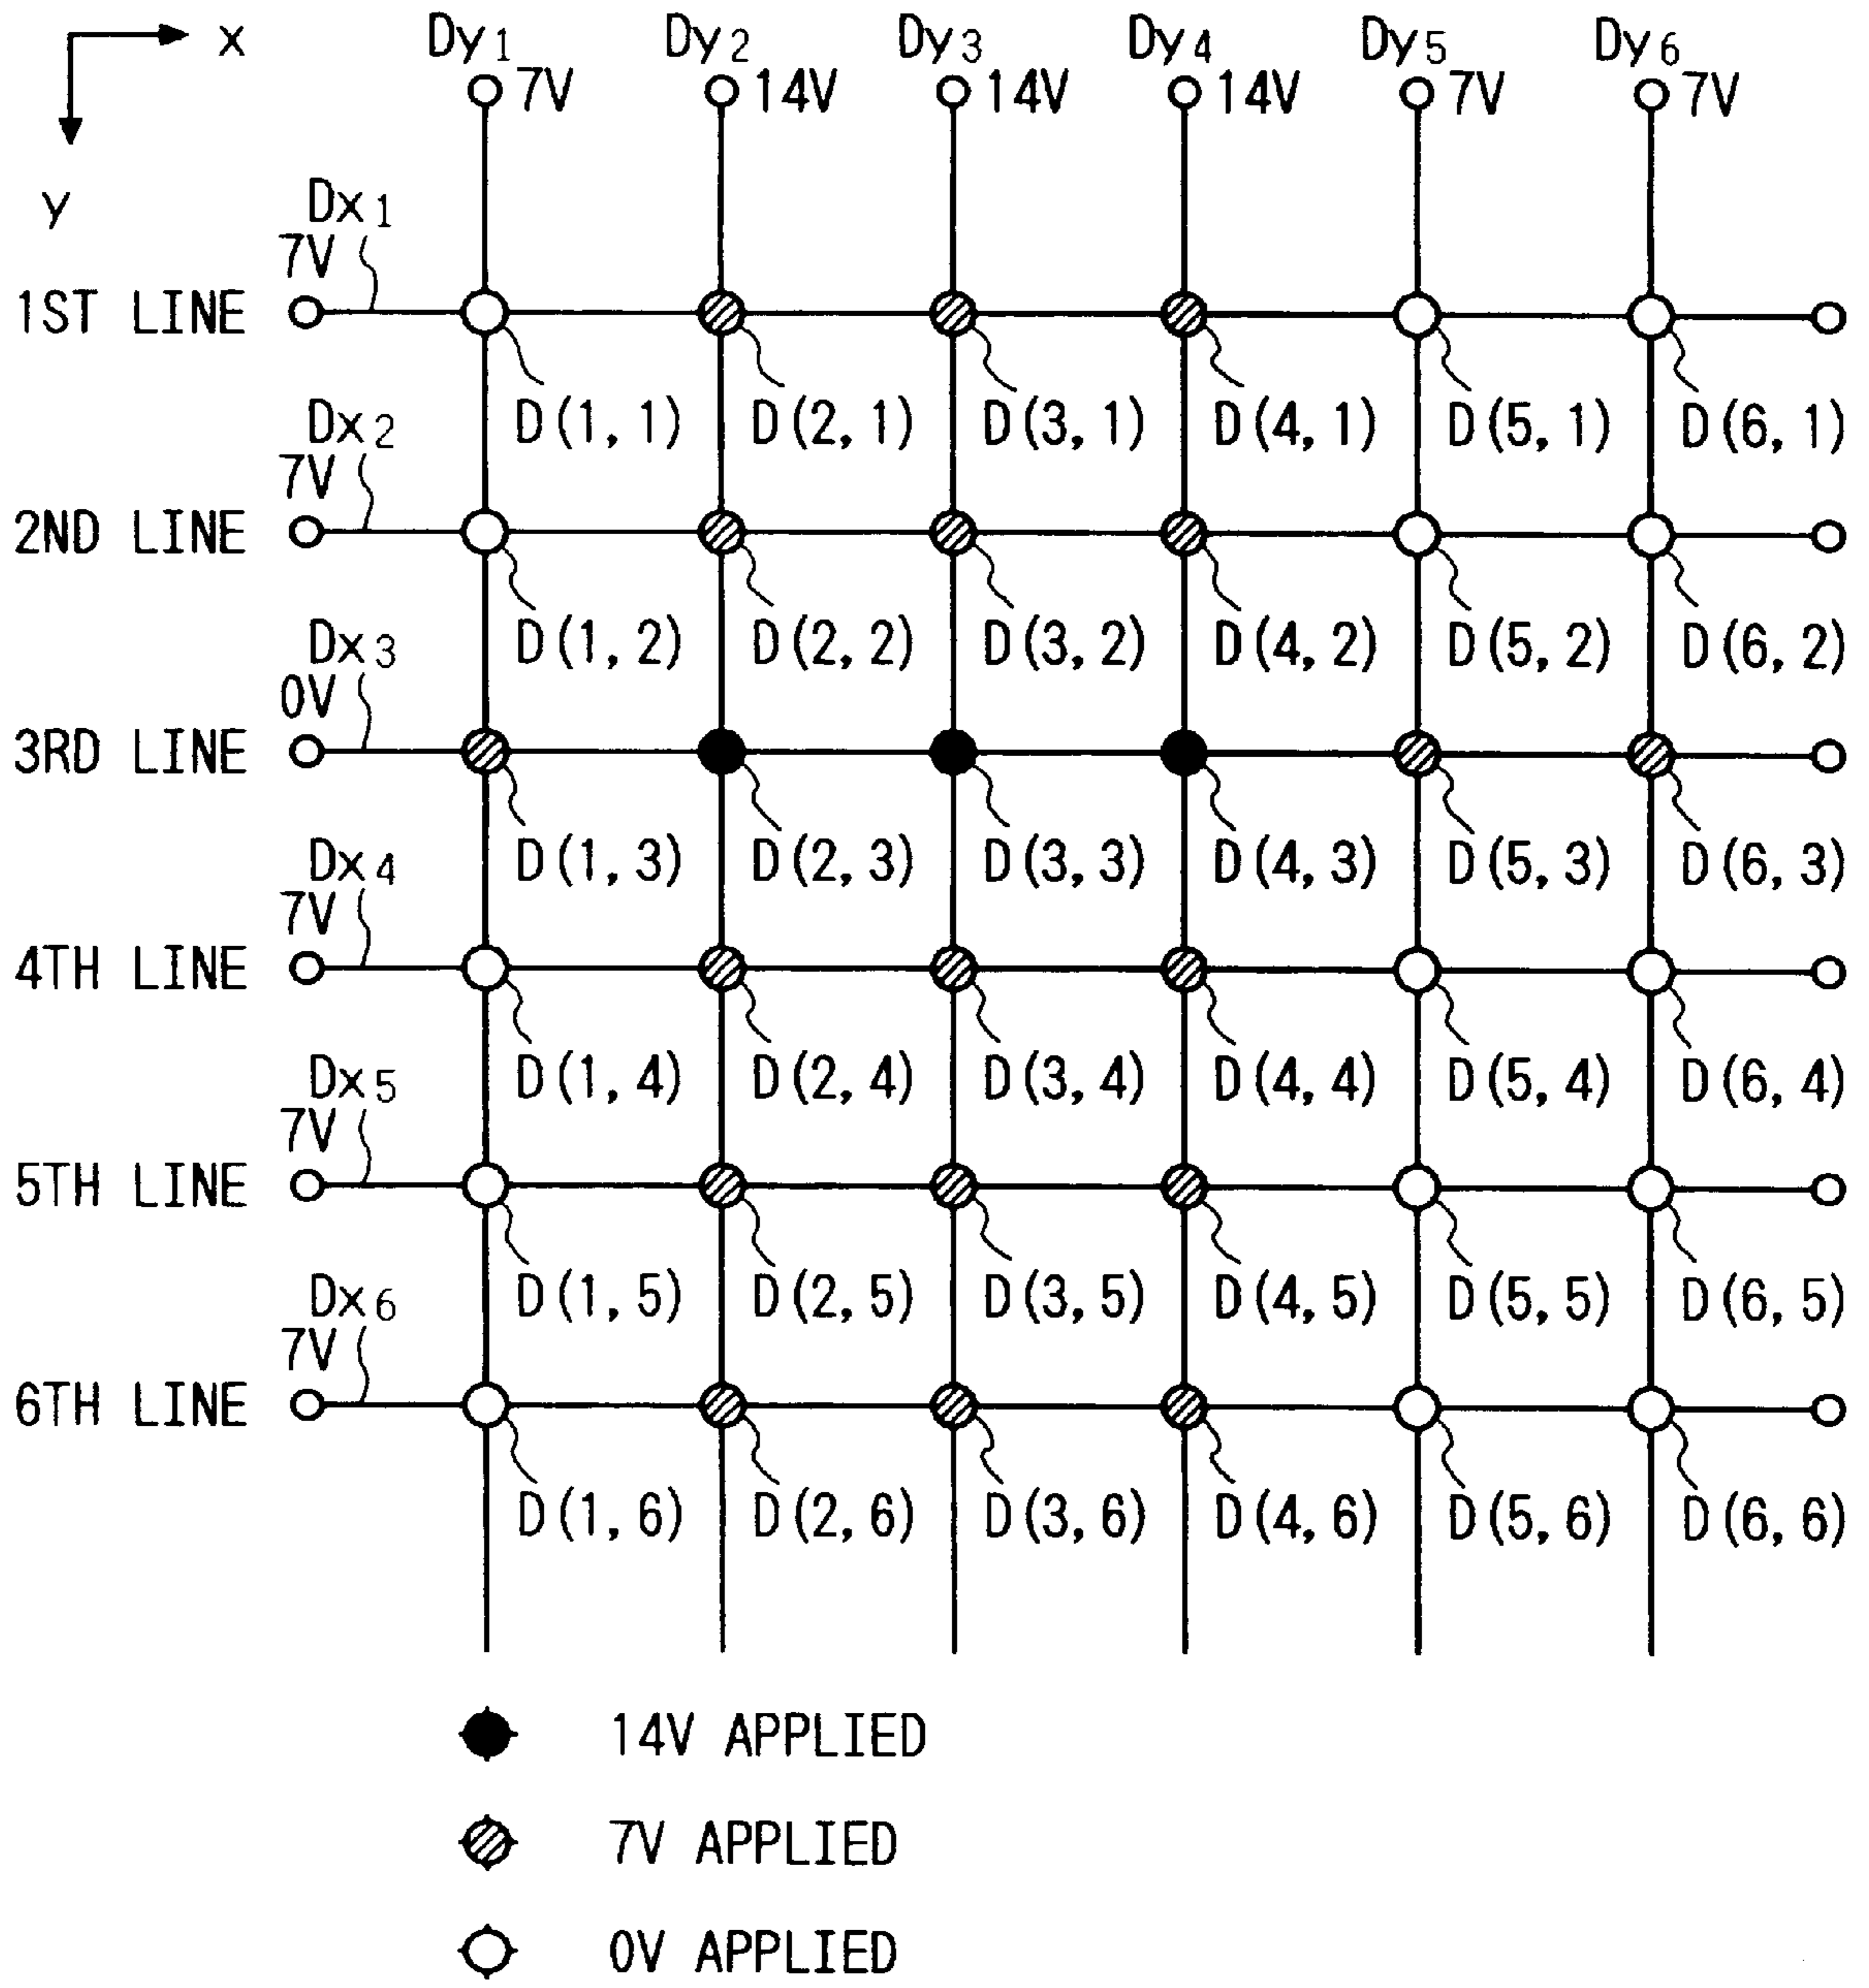 x Dy1 Dy2 Dy3 Dy4 Dy5 Dy6
7V 14V 14V 14V 7V 7V
y
Dx1
7V
1ST LINE
D(1, 1) D(2, 1) D(3, 1) D(4, 1) D(5, 1) D(6, 1)
Dx2
7V
2ND LINE
D(1, 2) D(2, 2) D(3, 2) D(4, 2) D(5, 2) D(6, 2)
Dx3
0V
3RD LINE
D(1, 3) D(2, 3) D(3, 3) D(4, 3) D(5, 3) D(6, 3)
Dx4
7V
4TH LINE
D(1, 4) D(2, 4) D(3, 4) D(4, 4) D(5, 4) D(6, 4)
Dx5
7V
5TH LINE
D(1, 5) D(2, 5) D(3, 5) D(4, 5) D(5, 5) D(6, 5)
Dx6
7V
6TH LINE
D(1, 6) D(2, 6) D(3, 6) D(4, 6) D(5, 6) D(6, 6)
14V APPLIED
7V APPLIED
0V APPLIED